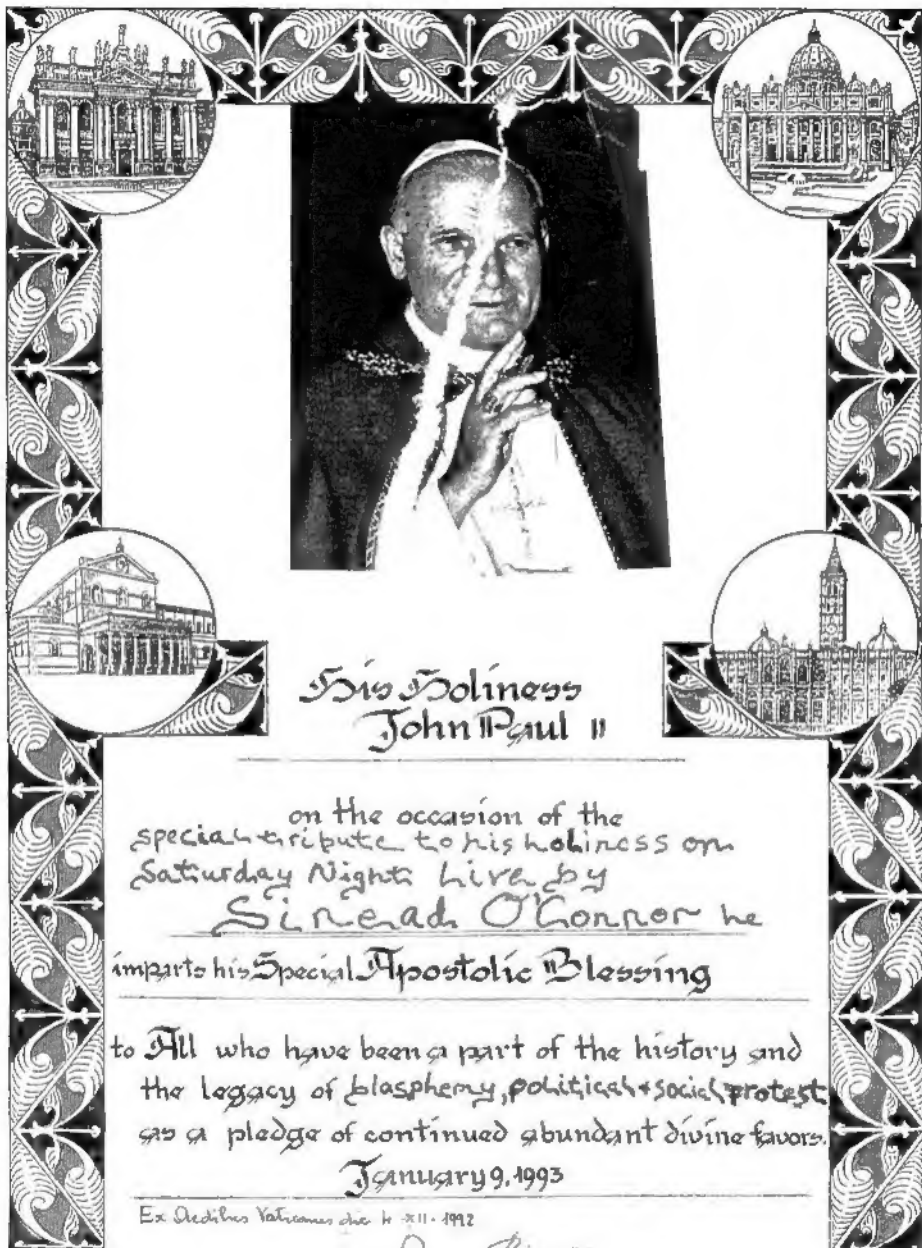 His Holiness
John Paul II
on the occasion of the
special tribute to his holiness on
Saturday Night Live by
Sinead O'Connor he
imparts his Special Apostolic Blessing
to All who have been a part of the history and
the legacy of blasphemy, political + social protest
as a pledge of continued abundant divine favors.
January 9, 1993
Ex Aedibus Vaticanis die 4-XII-1992